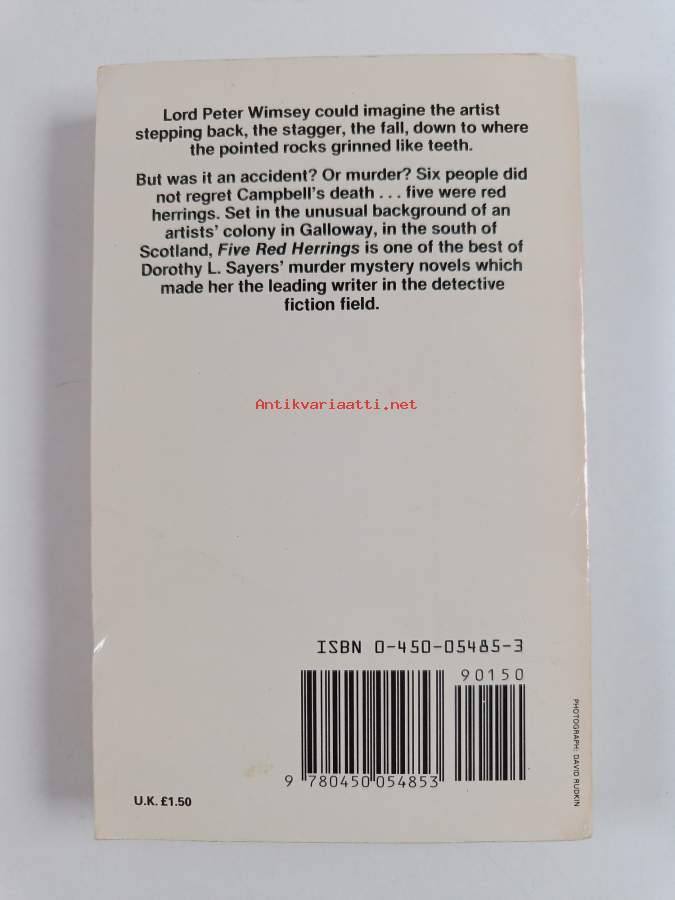 Lord Peter Wimsey could imagine the artist
stepping back, the stagger, the fall, down to where
the pointed rocks grinned like teeth.
But was it an accident? Or murder? Six people did
not regret Campbell's death ... five were red
herrings. Set in the unusual background of an
artists' colony in Galloway, in the south of
Scotland, Five Red Herrings is one of the best of
Dorothy L. Sayers' murder mystery novels which
made her the leading writer in the detective
fiction field.
Antikvariaatti.net
ISBN 0-450-05485-3
90150
9 780450 054853
U.K. £1.50
PHOTOGRAPH: DAVID RUDKIN